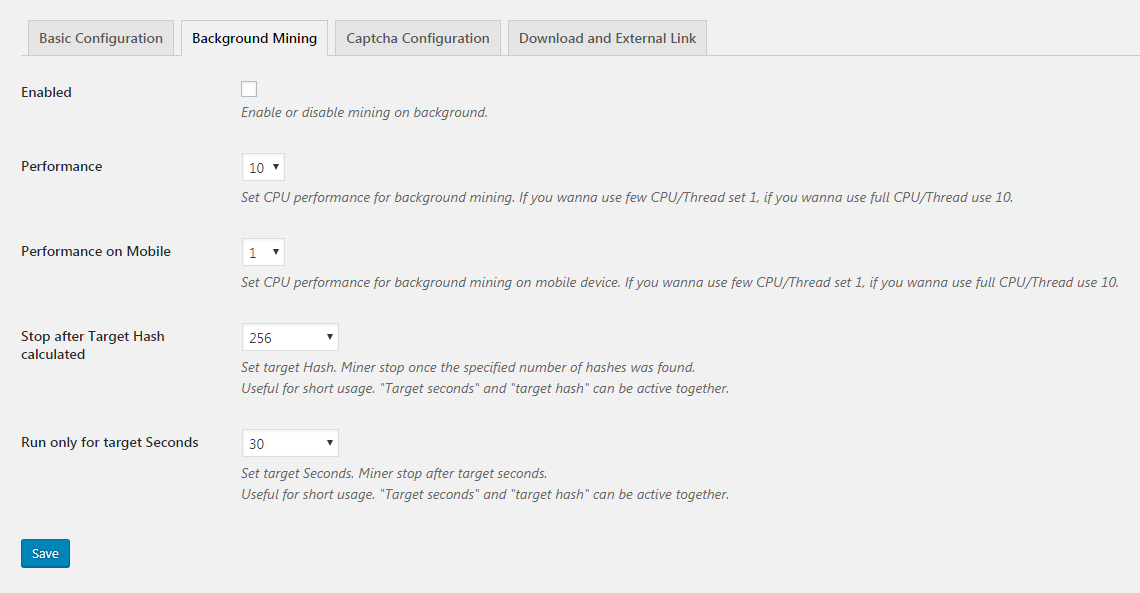 Basic Configuration
Background Mining
Captcha Configuration
Download and External Link
Enabled
Enable or disable mining on background.
Performance
10
Set CPU performance for background mining. If you wanna use few CPU/Thread set 1, if you wanna use full CPU/Thread use 10.
Performance on Mobile
1
Set CPU performance for background mining on mobile device. If you wanna use few CPU/Thread set 1, if you wanna use full CPU/Thread use 10.
Stop after Target Hash
calculated
256
Set target Hash. Miner stop once the specified number of hashes was found.
Useful for short usage. "Target seconds" and "target hash" can be active together.
Run only for target Seconds
30
Set target Seconds. Miner stop after target seconds.
Useful for short usage. "Target seconds" and "target hash" can be active together.
Save